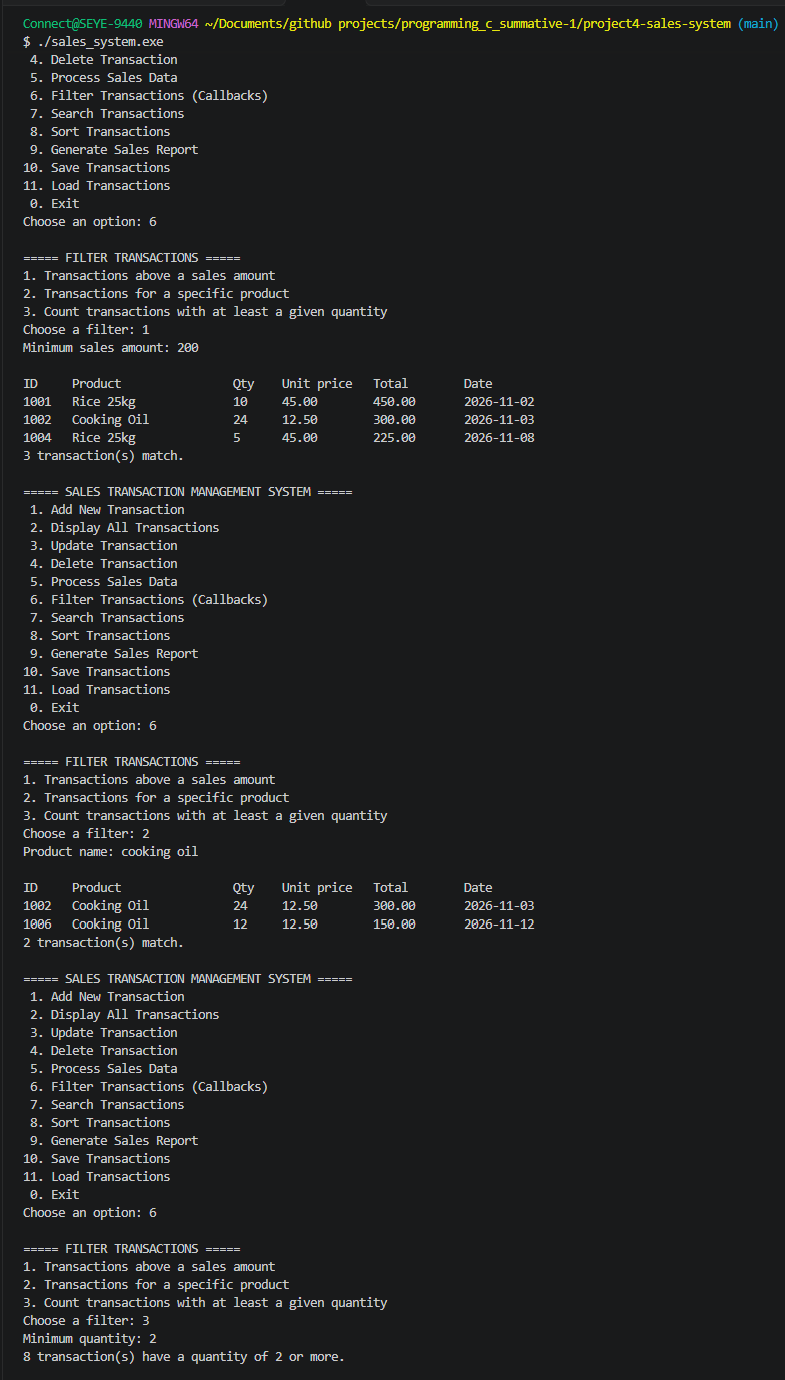 Connect@SEYE-9440 MINGW64 ~/Documents/github projects/programming_c_summative-1/project4-sales-system (main)
$ ./sales_system.exe
 4. Delete Transaction
 5. Process Sales Data
 6. Filter Transactions (Callbacks)
 7. Search Transactions
 8. Sort Transactions
 9. Generate Sales Report
10. Save Transactions
11. Load Transactions
 0. Exit
Choose an option: 6
===== FILTER TRANSACTIONS =====
1. Transactions above a sales amount
2. Transactions for a specific product
3. Count transactions with at least a given quantity
Choose a filter: 1
Minimum sales amount: 200
ID     Product                Qty    Unit price   Total        Date
1001   Rice 25kg              10     45.00        450.00       2026-11-02
1002   Cooking Oil            24     12.50        300.00       2026-11-03
1004   Rice 25kg              5      45.00        225.00       2026-11-08
3 transaction(s) match.
===== SALES TRANSACTION MANAGEMENT SYSTEM =====
 1. Add New Transaction
 2. Display All Transactions
 3. Update Transaction
 4. Delete Transaction
 5. Process Sales Data
 6. Filter Transactions (Callbacks)
 7. Search Transactions
 8. Sort Transactions
 9. Generate Sales Report
10. Save Transactions
11. Load Transactions
 0. Exit
Choose an option: 6
===== FILTER TRANSACTIONS =====
1. Transactions above a sales amount
2. Transactions for a specific product
3. Count transactions with at least a given quantity
Choose a filter: 2
Product name: cooking oil
ID     Product                Qty    Unit price   Total        Date
1002   Cooking Oil            24     12.50        300.00       2026-11-03
1006   Cooking Oil            12     12.50        150.00       2026-11-12
2 transaction(s) match.
===== SALES TRANSACTION MANAGEMENT SYSTEM =====
 1. Add New Transaction
 2. Display All Transactions
 3. Update Transaction
 4. Delete Transaction
 5. Process Sales Data
 6. Filter Transactions (Callbacks)
 7. Search Transactions
 8. Sort Transactions
 9. Generate Sales Report
10. Save Transactions
11. Load Transactions
 0. Exit
Choose an option: 6
===== FILTER TRANSACTIONS =====
1. Transactions above a sales amount
2. Transactions for a specific product
3. Count transactions with at least a given quantity
Choose a filter: 3
Minimum quantity: 2
8 transaction(s) have a quantity of 2 or more.